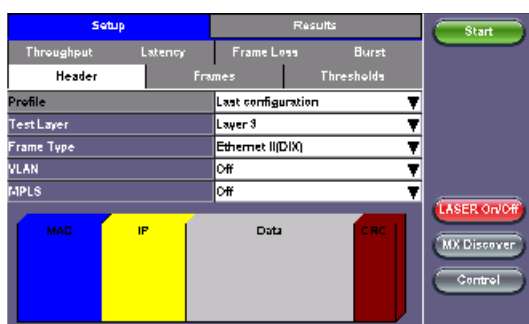 Setup Results
Start
Throughput Latency Frame Loss Burst
Header Frames Thresholds
Profile Last configuration
Test Layer Layer 3
Frame Type Ethernet II(DIX)
VLAN Off
MPLS Off
LASER On/Off
MAC IP Data CRC
MX Discover
Control